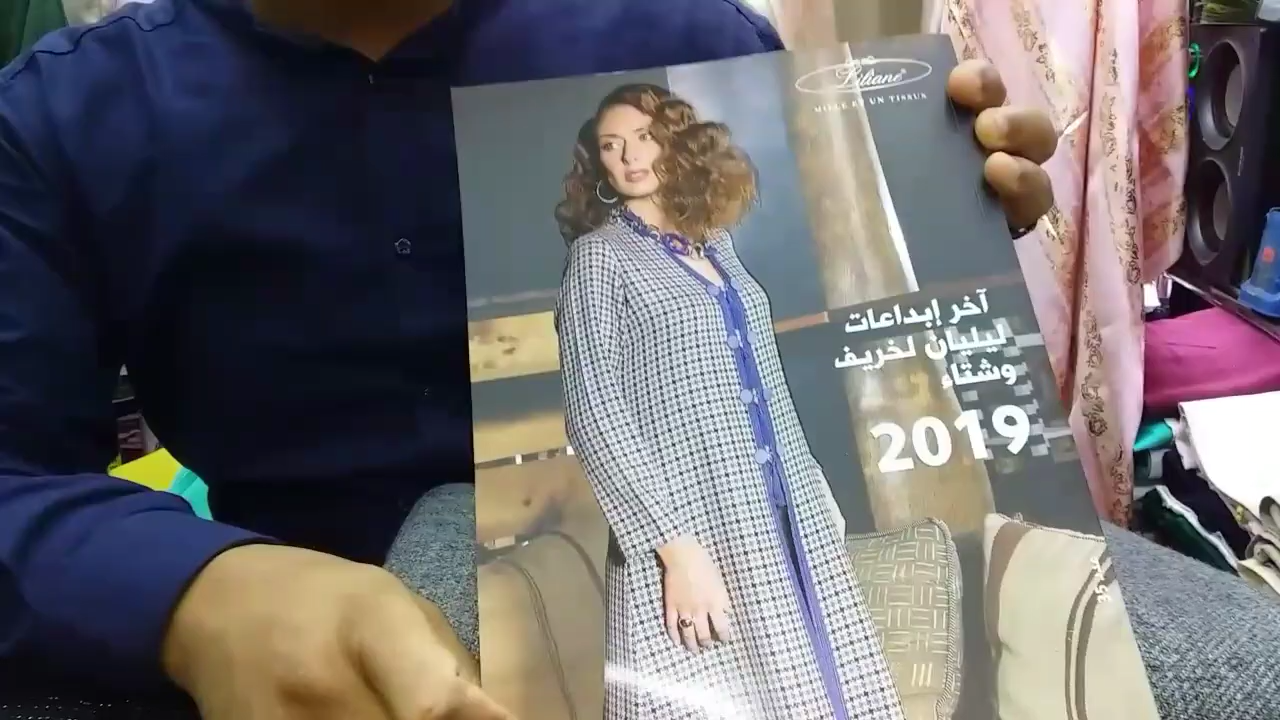 Liliane®
MILLE ET UN TISSUS
آخر إبداعات
ليليان لخريف
وشتاء
2019